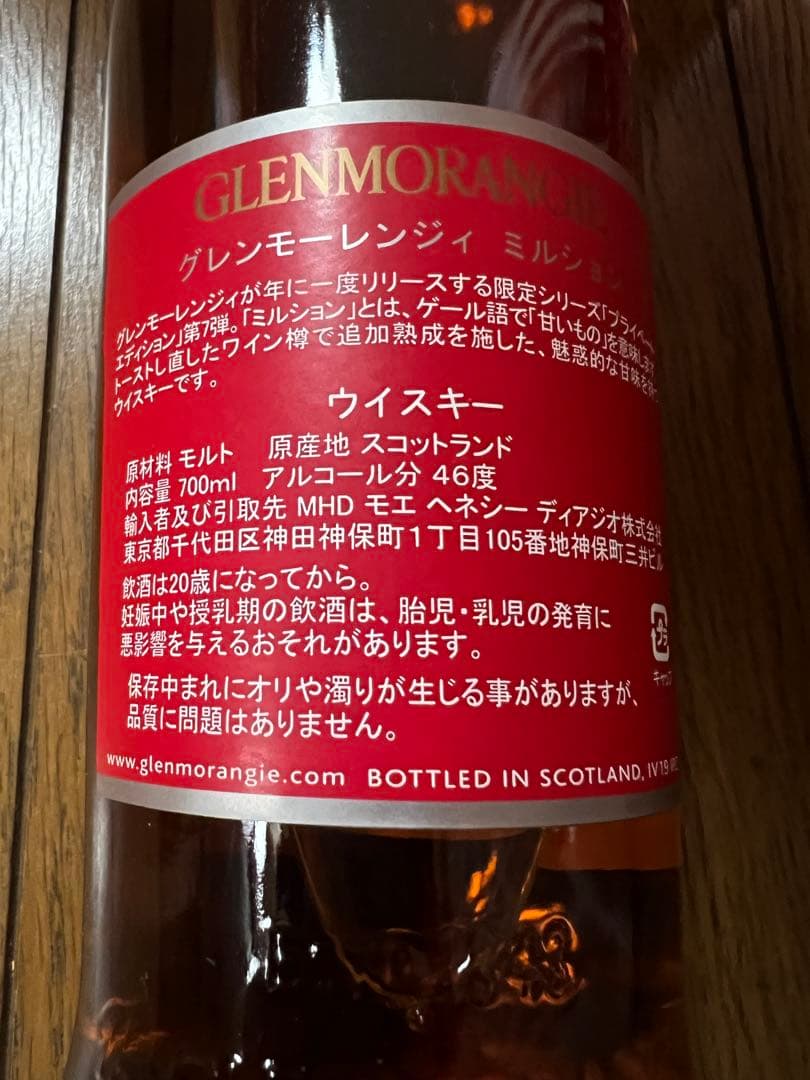 GLENMORANGIE
グレンモーレンジィ ミルション
グレンモーレンジィが年に一度リリースする限定シリーズ「プライベート
エディション」第7弾。「ミルション」とは、ゲール語で「甘いもの」を意味します
トーストし直したワイン樽で追加熟成を施した、魅惑的な甘味を
ウイスキーです。
ウイスキー
原材料 モルト 原産地 スコットランド
内容量 700ml アルコール分 46度
輸入者及び引取先 MHD モエ ヘネシー ディアジオ株式会社
東京都千代田区神田神保町1丁目105番地神保町三井ビル
飲酒は20歳になってから。
妊娠中や授乳期の飲酒は、胎児・乳児の発育に
悪影響を与えるおそれがあります。
プラ
キャップ
保存中まれにオリや濁りが生じる事がありますが、
品質に問題はありません。
www.glenmorangie.com BOTTLED IN SCOTLAND, IV19